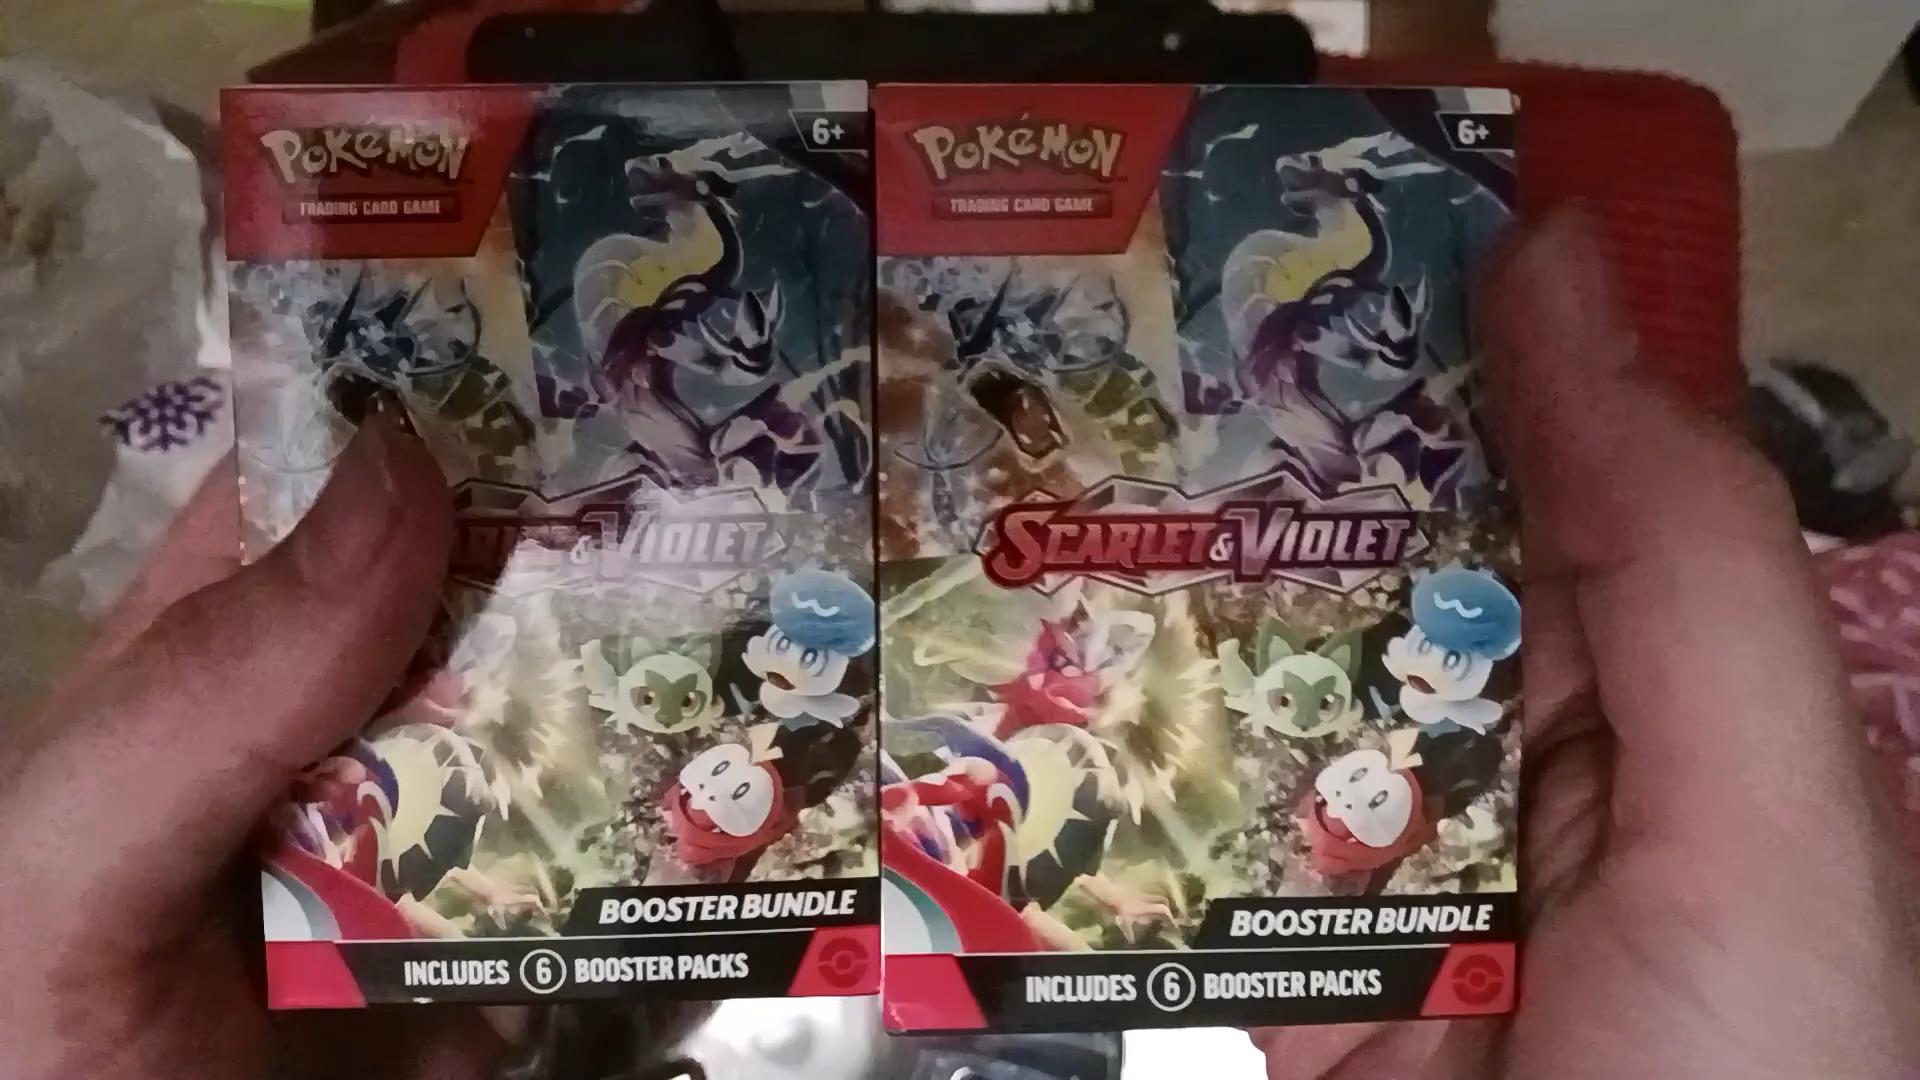 POKéMON
TRADING CARD GAME
6+
& VIOLET
BOOSTER BUNDLE
INCLUDES 6 BOOSTER PACKS
POKéMON
TRADING CARD GAME
6+
SCARLET & VIOLET
BOOSTER BUNDLE
INCLUDES 6 BOOSTER PACKS